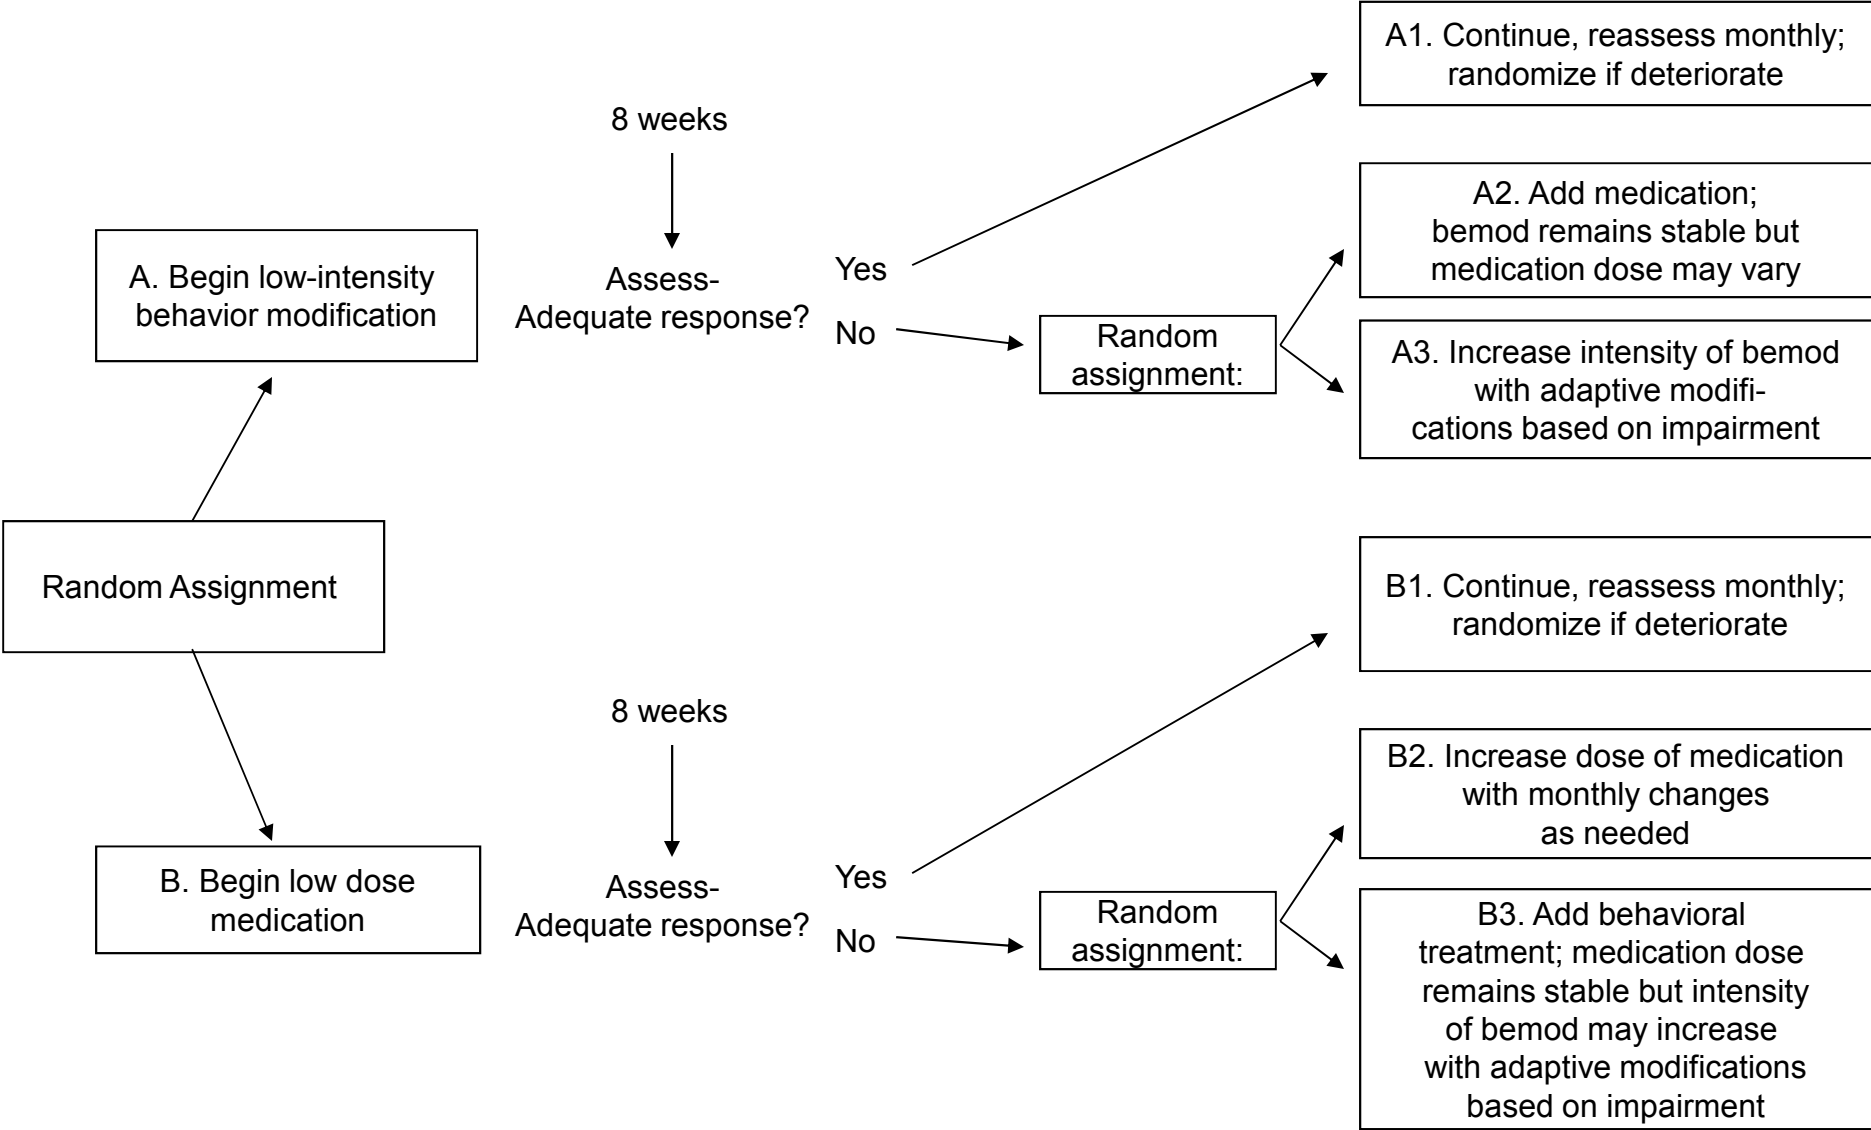 A1. Continue, reassess monthly;
randomize if deteriorate
8 weeks
A2. Add medication;
bemod remains stable but
medication dose may vary
A. Begin low-intensity
behavior modification
Assess-
Adequate response?
Yes
No
Random
assignment:
A3. Increase intensity of bemod
with adaptive modifi-
cations based on impairment
Random Assignment
B1. Continue, reassess monthly;
randomize if deteriorate
8 weeks
B2. Increase dose of medication
with monthly changes
as needed
B. Begin low dose
medication
Assess-
Adequate response?
Yes
No
Random
assignment:
B3. Add behavioral
treatment; medication dose
remains stable but intensity
of bemod may increase
with adaptive modifications
based on impairment